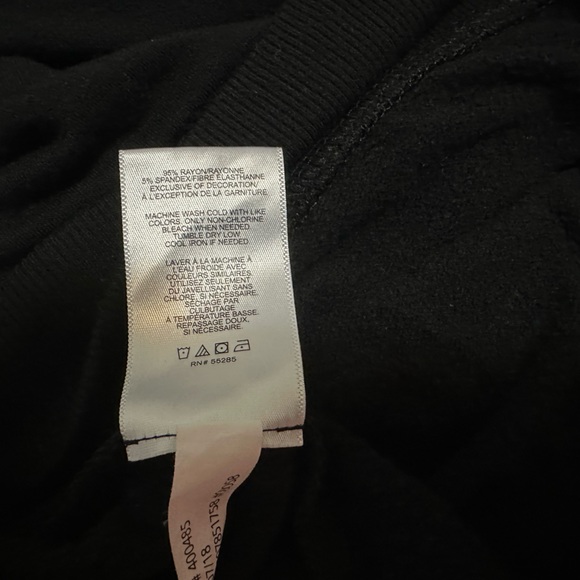 95% RAYON/RAYONNE
5% SPANDEX/FIBRE ELASTHANNE
EXCLUSIVE OF DECORATION/
À L'EXCEPTION DE LA GARNITURE.
MACHINE WASH COLD WITH LIKE
COLORS. ONLY NON-CHLORINE
BLEACH WHEN NEEDED.
TUMBLE DRY LOW.
COOL IRON IF NEEDED.
LAVER À LA MACHINE À
L'EAU FROIDE AVEC
COULEURS SIMILAIRES.
UTILISEZ SEULEMENT
DU JAVELLISANT SANS
CHLORE, SI NÉCESSAIRE.
SÉCHAGE PAR
CULBUTAGE
À TEMPÉRATURE BASSE.
REPASSAGE DOUX,
SI NÉCESSAIRE.
RN# 55285
7/18
# 400485